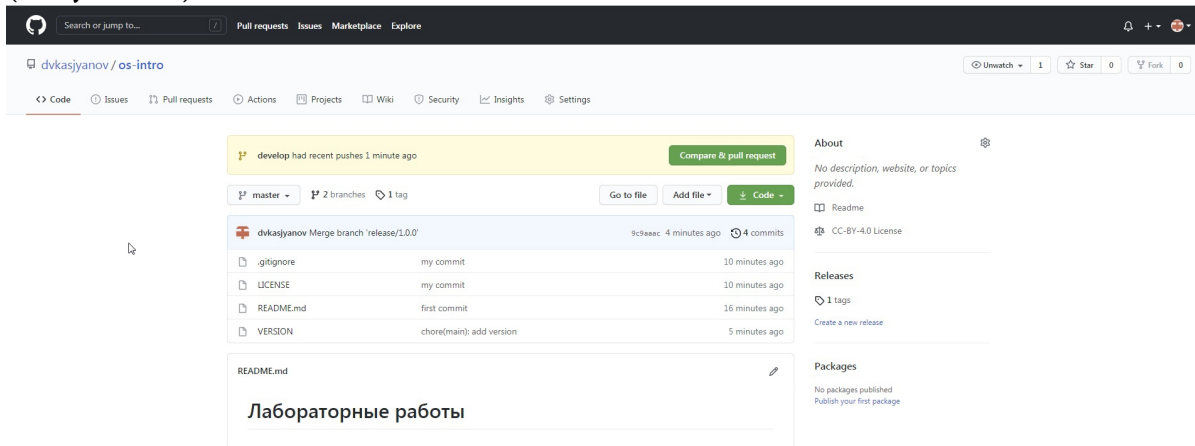 Search or jump to... / Pull requests Issues Marketplace Explore
dvkasjyanov / os-intro Unwatch 1 Star 0 Fork 0
Code Issues Pull requests Actions Projects Wiki Security Insights Settings
develop had recent pushes 1 minute ago Compare & pull request
master 2 branches 1 tag Go to file Add file Code
dvkasjyanov Merge branch 'release/1.0.0' 9c9aaac 4 minutes ago 4 commits
.gitignore my commit 10 minutes ago
LICENSE my commit 10 minutes ago
README.md first commit 16 minutes ago
VERSION chore(main): add version 5 minutes ago
README.md
Лабораторные работы
About
No description, website, or topics
provided.
Readme
CC-BY-4.0 License
Releases
1 tags
Create a new release
Packages
No packages published
Publish your first package